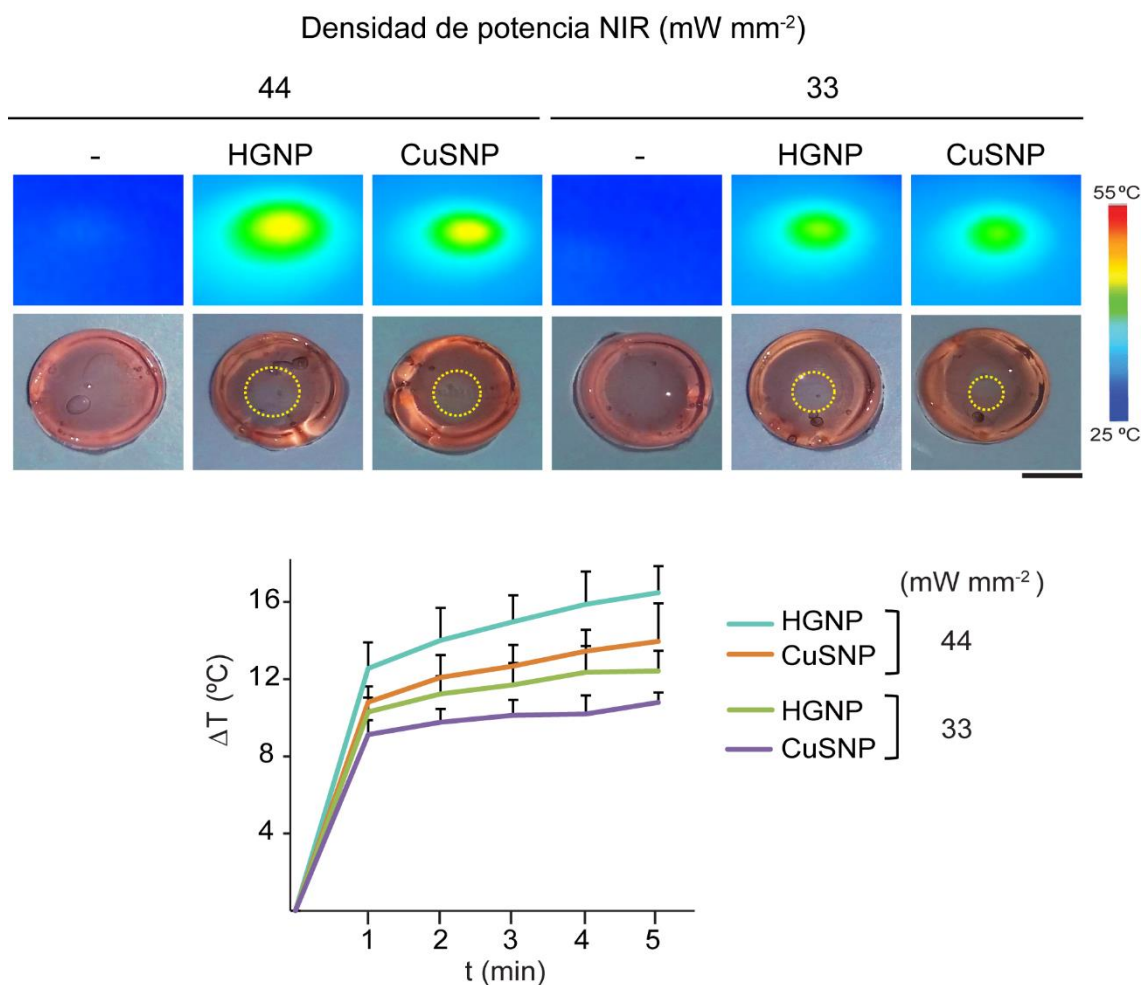 Densidad de potencia NIR (mW mm-2)
44 33
- HGNP CuSNP - HGNP CuSNP
55 ºC
25 ºC
(mW mm-2 )
16
12
8
4
ΔT (ºC)
HGNP
CuSNP
44
HGNP
CuSNP
33
1 2 3 4 5
t (min)